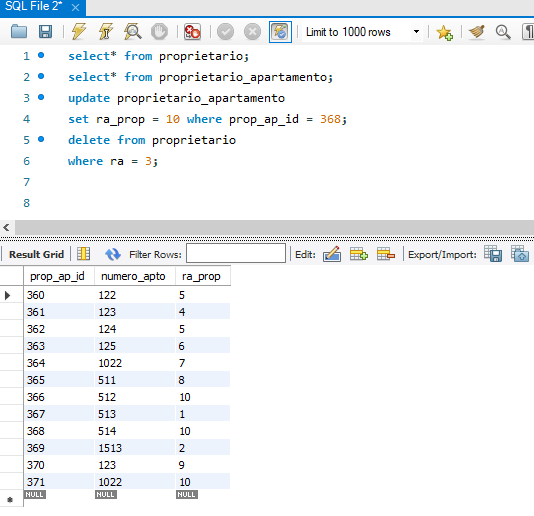 SQL File 2* ×
Limit to 1000 rows
1 select* from proprietario;
2 select* from proprietario_apartamento;
3 update proprietario_apartamento
4 set ra_prop = 10 where prop_ap_id = 368;
5 delete from proprietario
6 where ra = 3;
7
8
Result Grid Filter Rows: Edit: Export/Import:
prop_ap_id numero_apto ra_prop
360 122 5
361 123 4
362 124 5
363 125 6
364 1022 7
365 511 8
366 512 10
367 513 1
368 514 10
369 1513 2
370 123 9
371 1022 10
NULL NULL NULL